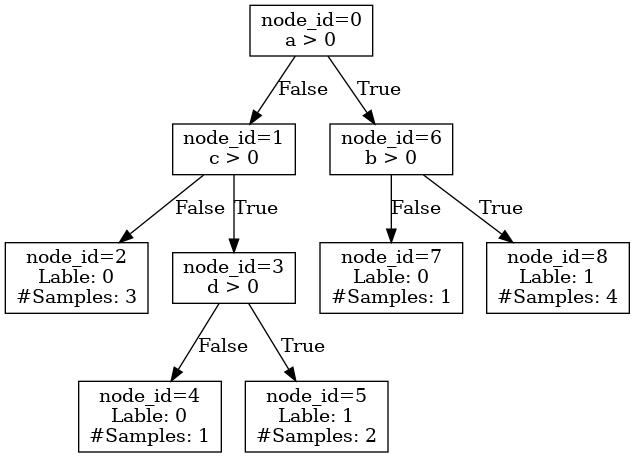 node_id=0
a > 0
False
True
node_id=1
c > 0
node_id=6
b > 0
False
True
False
True
node_id=2
Lable: 0
#Samples: 3
node_id=3
d > 0
node_id=7
Lable: 0
#Samples: 1
node_id=8
Lable: 1
#Samples: 4
False
True
node_id=4
Lable: 0
#Samples: 1
node_id=5
Lable: 1
#Samples: 2